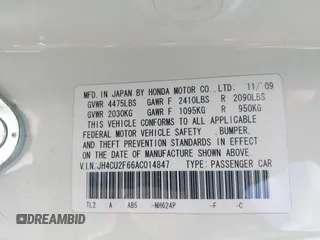 MFD. IN JAPAN BY HONDA MOTOR CO., LTD. 11/'09
GVWR 4475LBS GAWR F 2410LBS R 2090LBS
GVWR 2030KG GAWR F 1095KG R 950KG
THIS VEHICLE CONFORMS TO ALL APPLICABLE
FEDERAL MOTOR VEHICLE SAFETY, BUMPER,
AND THEFT PREVENTION STANDARDS IN EFFECT ON
THE DATE OF MANUFACTURE SHOWN ABOVE.
V.I.N.:JH4CU2F66AC014847 TYPE: PASSENGER CAR
TL2 A AB5 -NH624P -F -C
© DRIVEBIDAMERICA